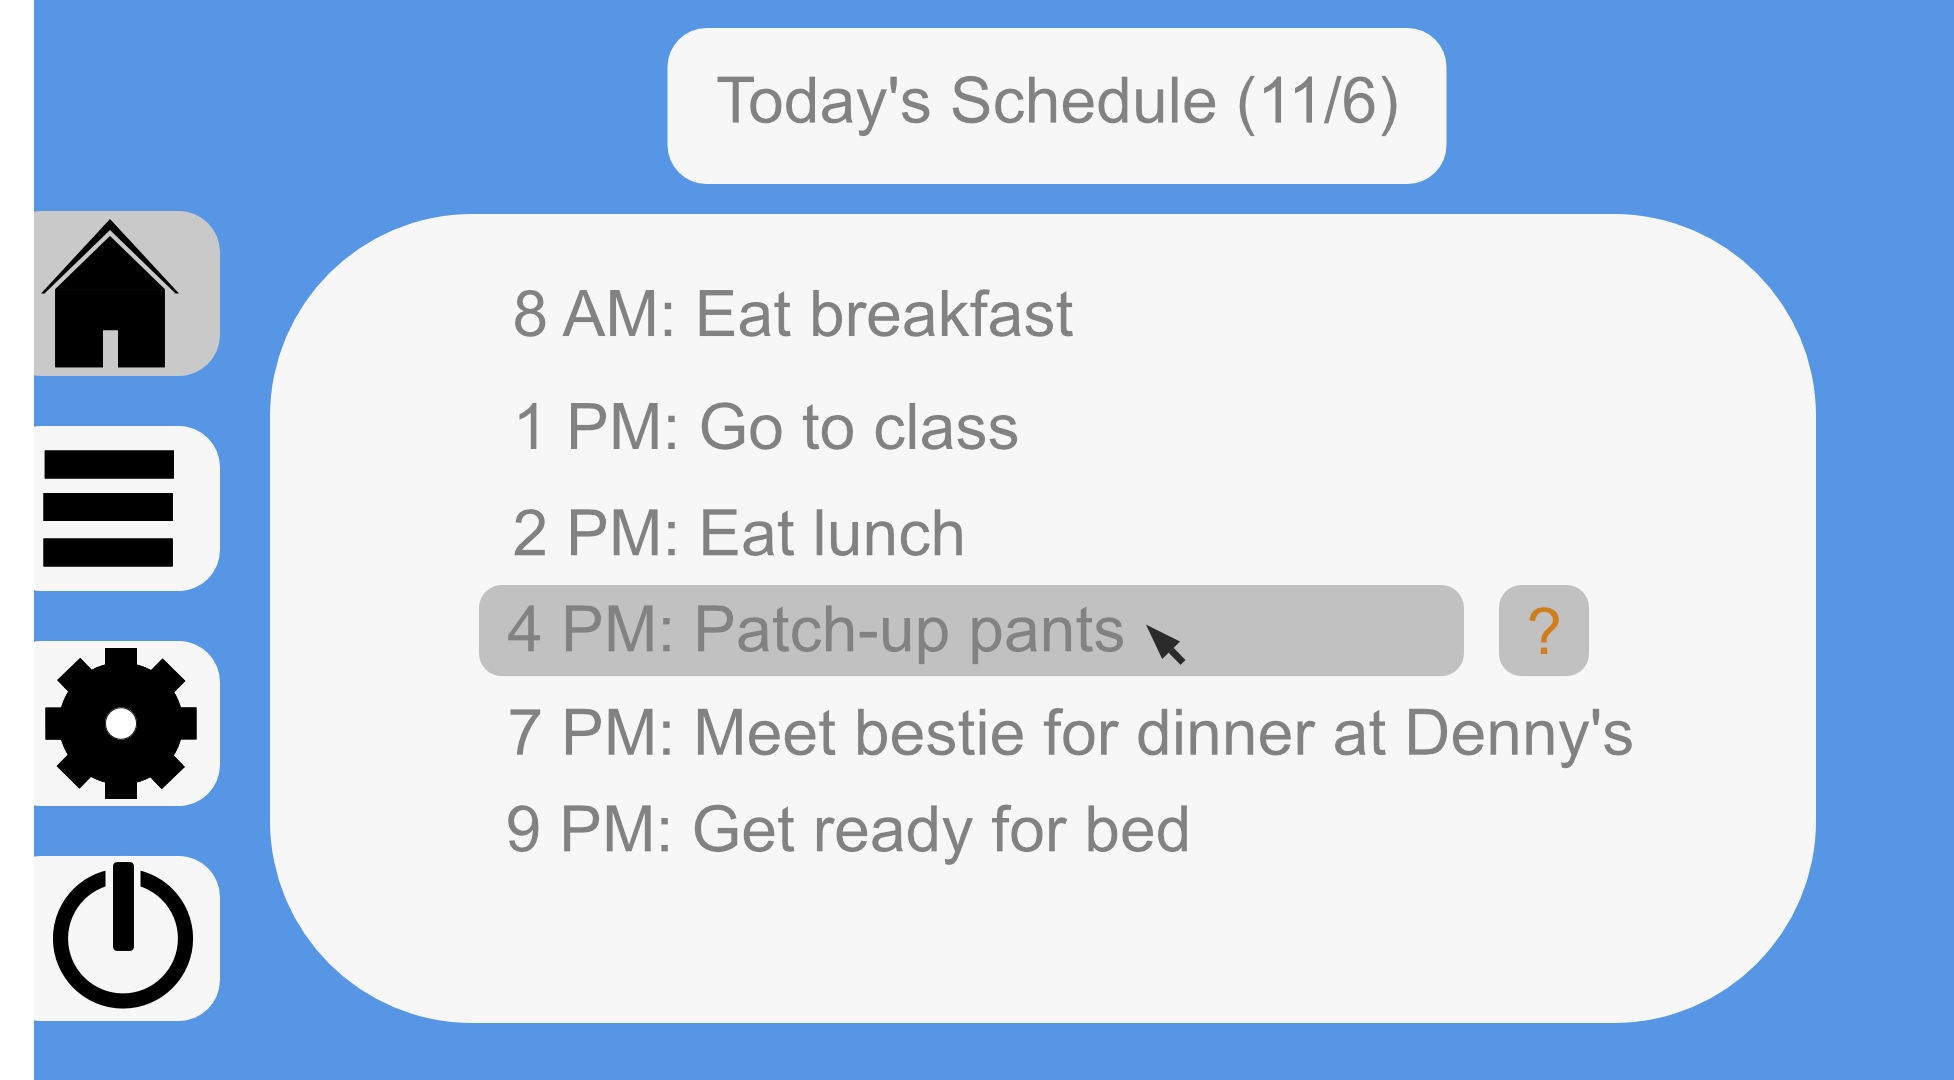 Today's Schedule (11/6)
8 AM: Eat breakfast
1 PM: Go to class
2 PM: Eat lunch
4 PM: Patch-up pants
?
7 PM: Meet bestie for dinner at Denny's
9 PM: Get ready for bed